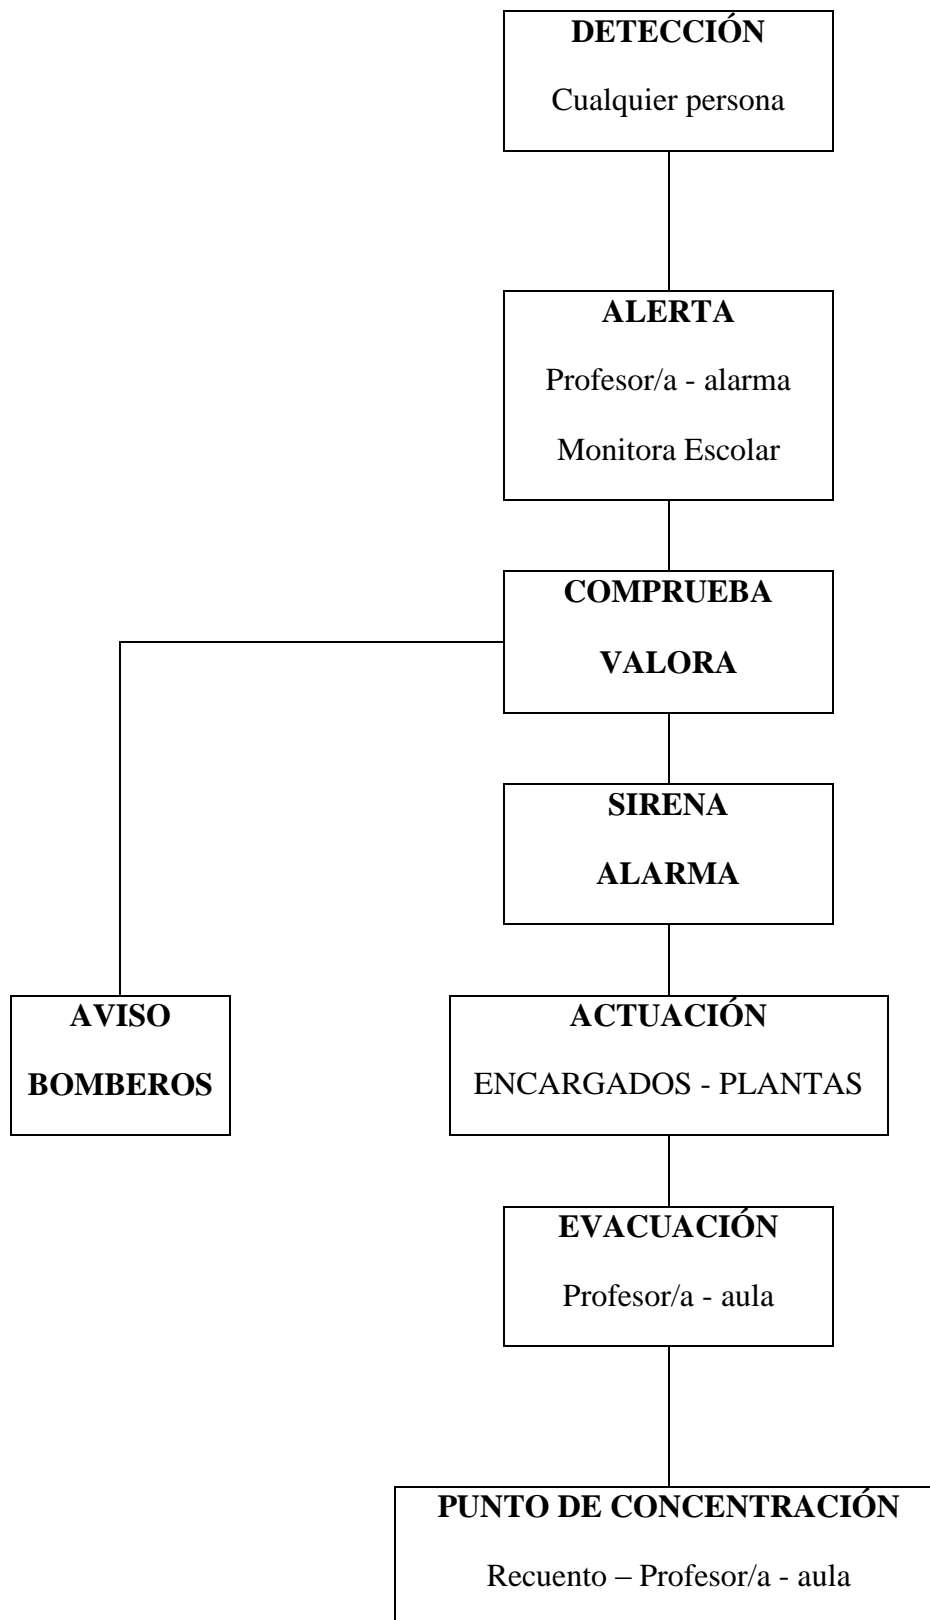 DETECCIÓN
Cualquier persona
ALERTA
Profesor/a - alarma
Monitora Escolar
COMPRUEBA
VALORA
SIRENA
ALARMA
AVISO
BOMBEROS
ACTUACIÓN
ENCARGADOS - PLANTAS
EVACUACIÓN
Profesor/a - aula
PUNTO DE CONCENTRACIÓN
Recuento – Profesor/a - aula